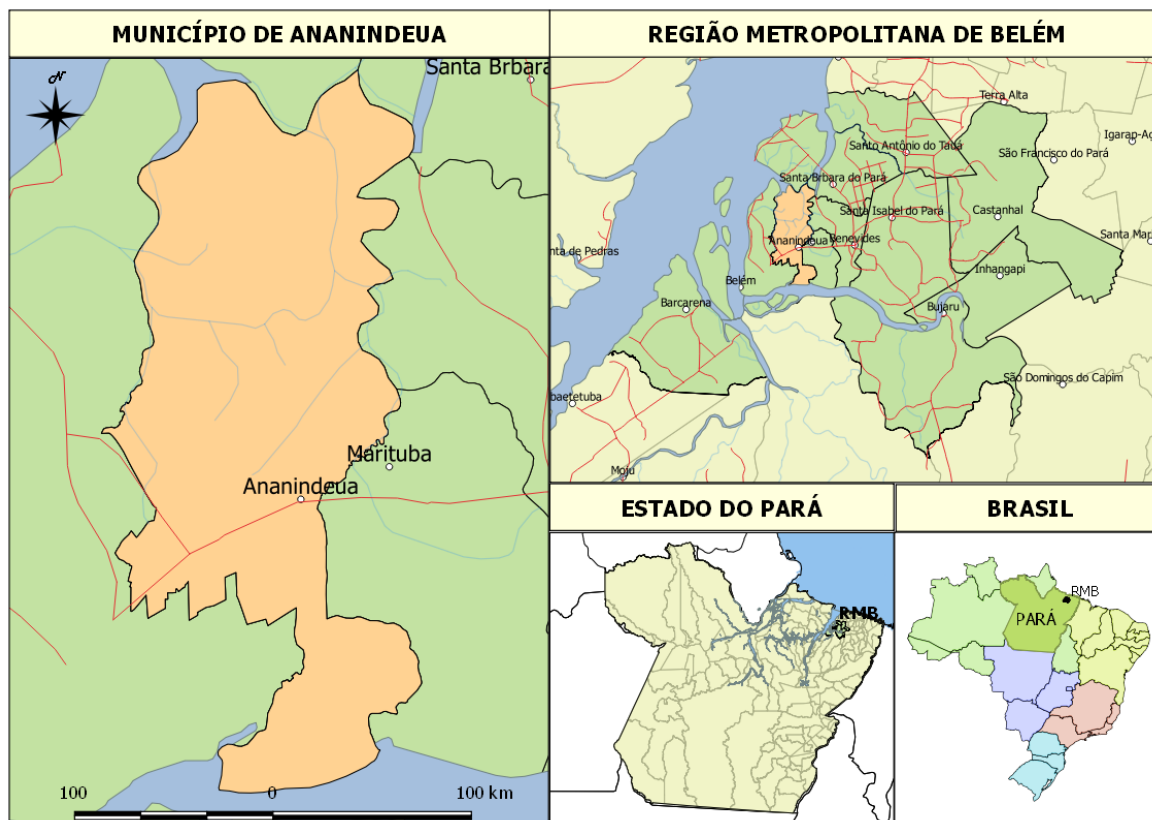 MUNICÍPIO DE ANANINDEUA
N
Santa Brbara
Marituba
Ananindeua
100 0 100 km
REGIÃO METROPOLITANA DE BELÉM
Terra Alta
Igarap-Aç
Santo Antônio do Tauá
São Francisco do Pará
Santa Brbara do Pará
Santa Isabel do Pará
Castanhal
Santa Mar
Ananindeua
Benevides
nta de Pedras
Inhangapi
Belém
Barcarena
Bujaru
São Domingos do Capim
baetetuba
Moju
ESTADO DO PARÁ
RMB
BRASIL
RMB
PARÁ